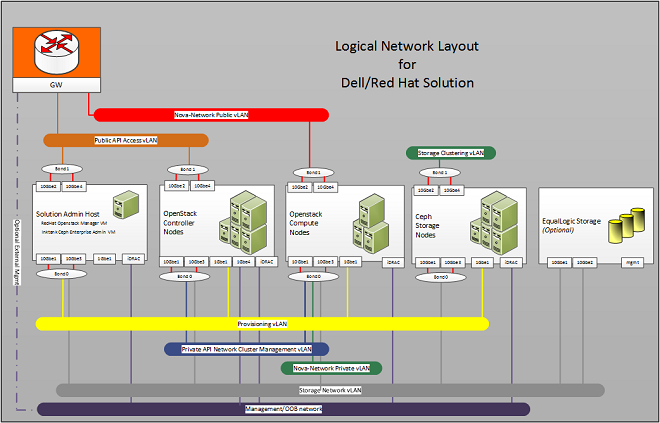 Logical Network Layout
for
Dell/Red Hat Solution
GW
Nova-Network Public vLAN
Public API Access vLAN
Storage Clustering vLAN
Bond 1
Bond 1
Bond 1
Bond 1
10Gbe2 10Gbe4
10Gbe2 10Gbe4
10Gbe2 10Gbe4
10Gbe2 10Gbe4
Solution Admin Host
RedHat Openstack Manager VM
Inktank Ceph Enterprise Admin VM
OpenStack
Controller
Nodes
Openstack
Compute
Nodes
Ceph
Storage
Nodes
EqualLogic Storage
(Optional)
10Gbe1 10Gbe3 1Gbe1 iDRAC
10Gbe1 10Gbe3 1Gbe1 1Gbe4 iDRAC
10Gbe1 10Gbe3 1Gbe1 iDRAC
10Gbe1 10Gbe3 1Gbe1 iDRAC
10Gbe1 10Gbe2 mgmt
Bond 0
Bond 0
Bond 0
Bond 0
Optional External Mgmt
Provisioning vLAN
Private API Network Cluster Management vLAN
Nova-Network Private vLAN
Storage Network vLAN
Management/OOB network